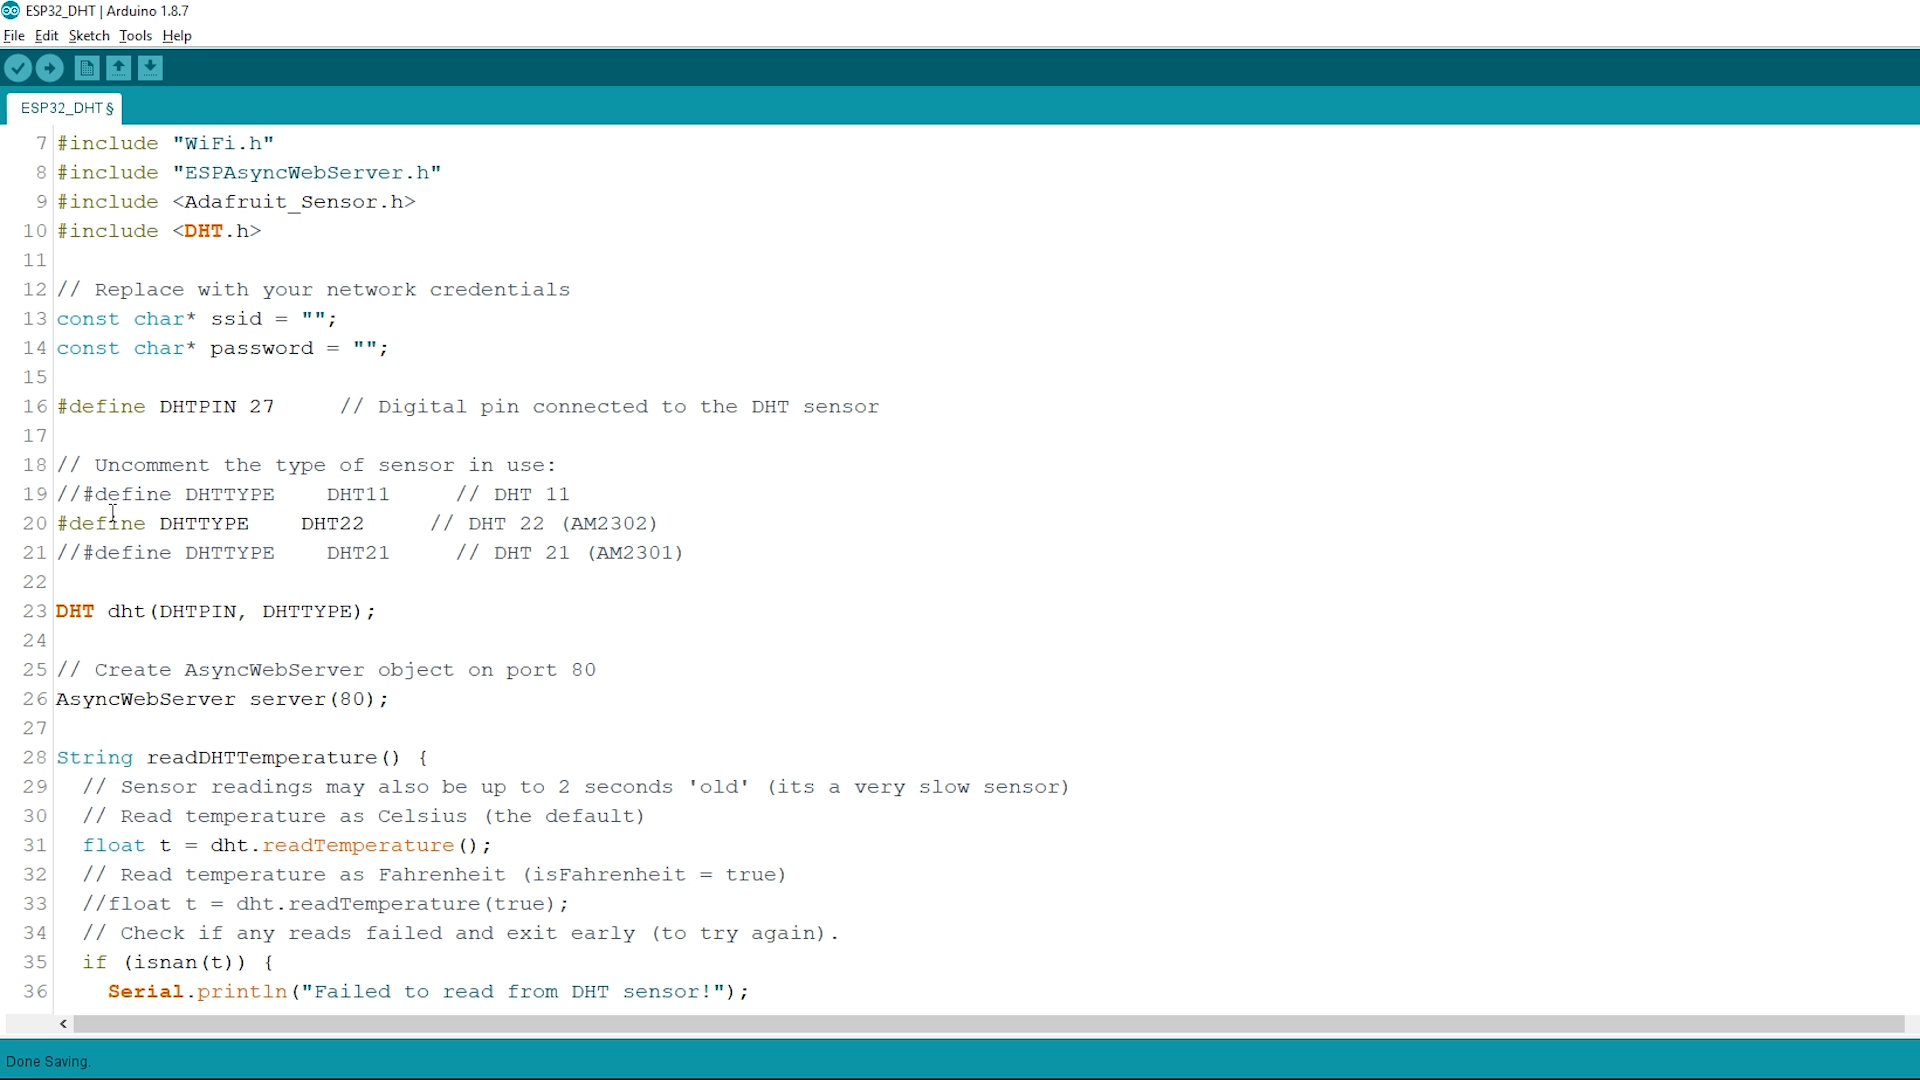 ESP32_DHT | Arduino 1.8.7
File Edit Sketch Tools Help
ESP32_DHT §
7 #include "WiFi.h"
8 #include "ESPAsyncWebServer.h"
9 #include <Adafruit_Sensor.h>
10 #include <DHT.h>
11
12 // Replace with your network credentials
13 const char* ssid = "";
14 const char* password = "";
15
16 #define DHTPIN 27     // Digital pin connected to the DHT sensor
17
18 // Uncomment the type of sensor in use:
19 //#define DHTTYPE    DHT11     // DHT 11
20 #define DHTTYPE    DHT22     // DHT 22 (AM2302)
21 //#define DHTTYPE    DHT21     // DHT 21 (AM2301)
22
23 DHT dht(DHTPIN, DHTTYPE);
24
25 // Create AsyncWebServer object on port 80
26 AsyncWebServer server(80);
27
28 String readDHTTemperature() {
29   // Sensor readings may also be up to 2 seconds 'old' (its a very slow sensor)
30   // Read temperature as Celsius (the default)
31   float t = dht.readTemperature();
32   // Read temperature as Fahrenheit (isFahrenheit = true)
33   //float t = dht.readTemperature(true);
34   // Check if any reads failed and exit early (to try again).
35   if (isnan(t)) {
36     Serial.println("Failed to read from DHT sensor!");
Done Saving.